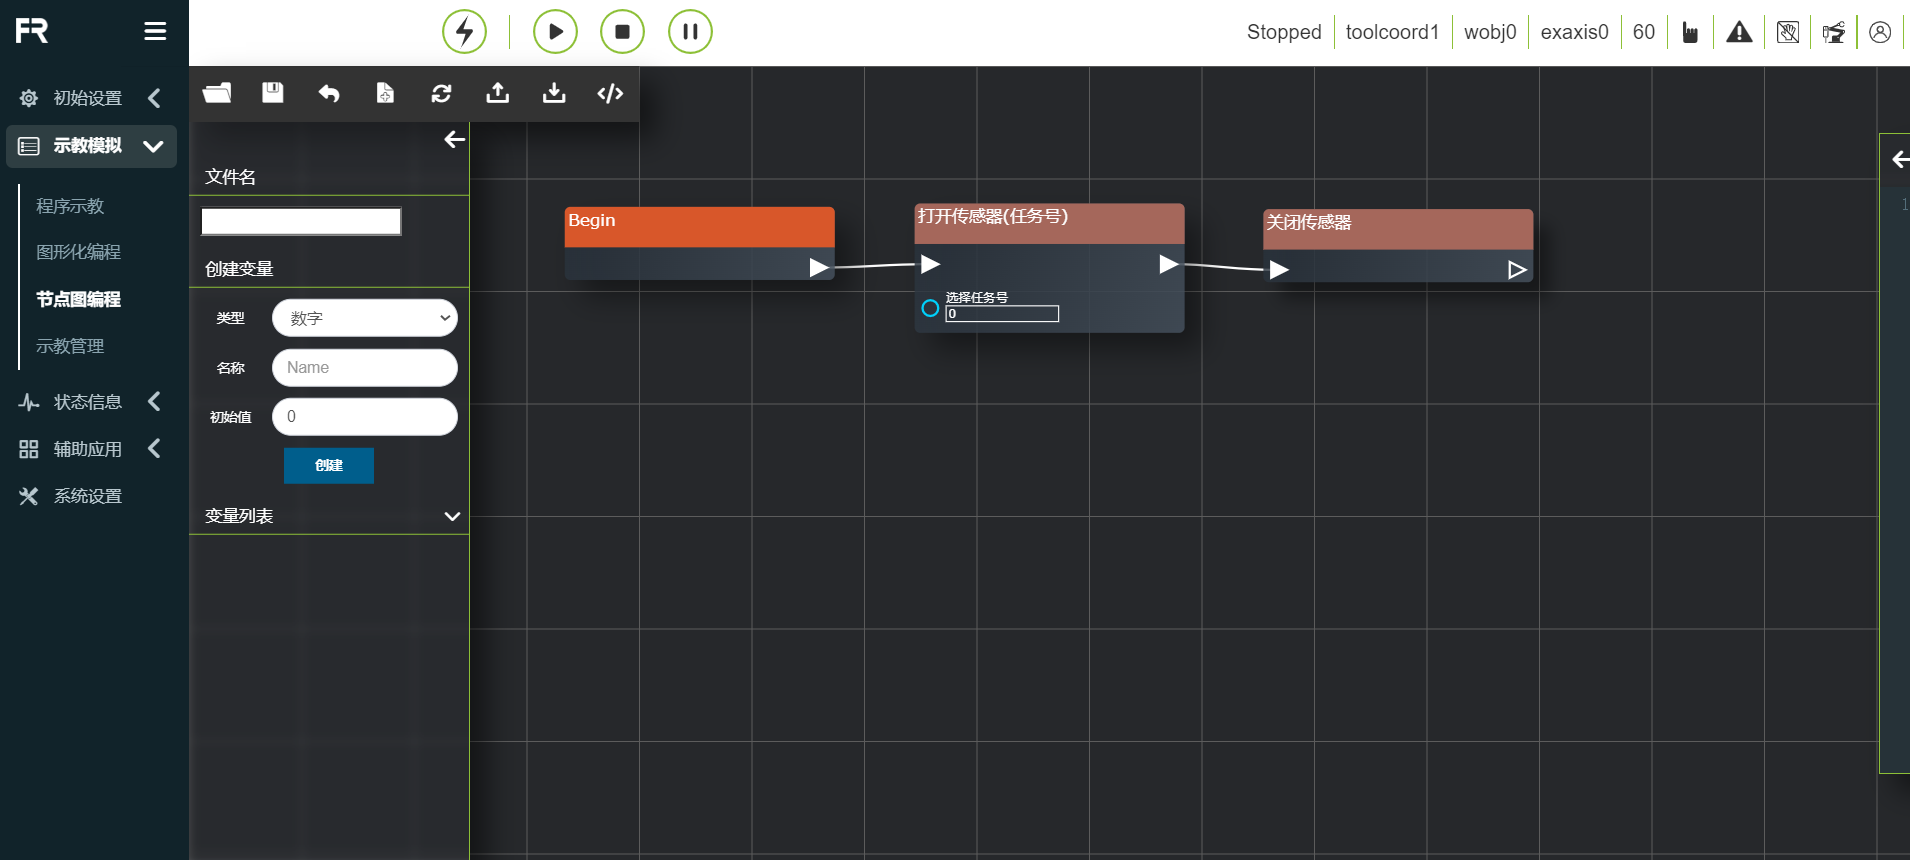 FR
Stopped
toolcoord1
wobj0
exaxis0
60
初始设置
示教模拟
程序示教
图形化编程
节点图编程
示教管理
状态信息
辅助应用
系统设置
文件名
创建变量
类型
数字
名称
Name
初始值
0
创建
变量列表
Begin
打开传感器(任务号)
选择任务号
0
关闭传感器
1